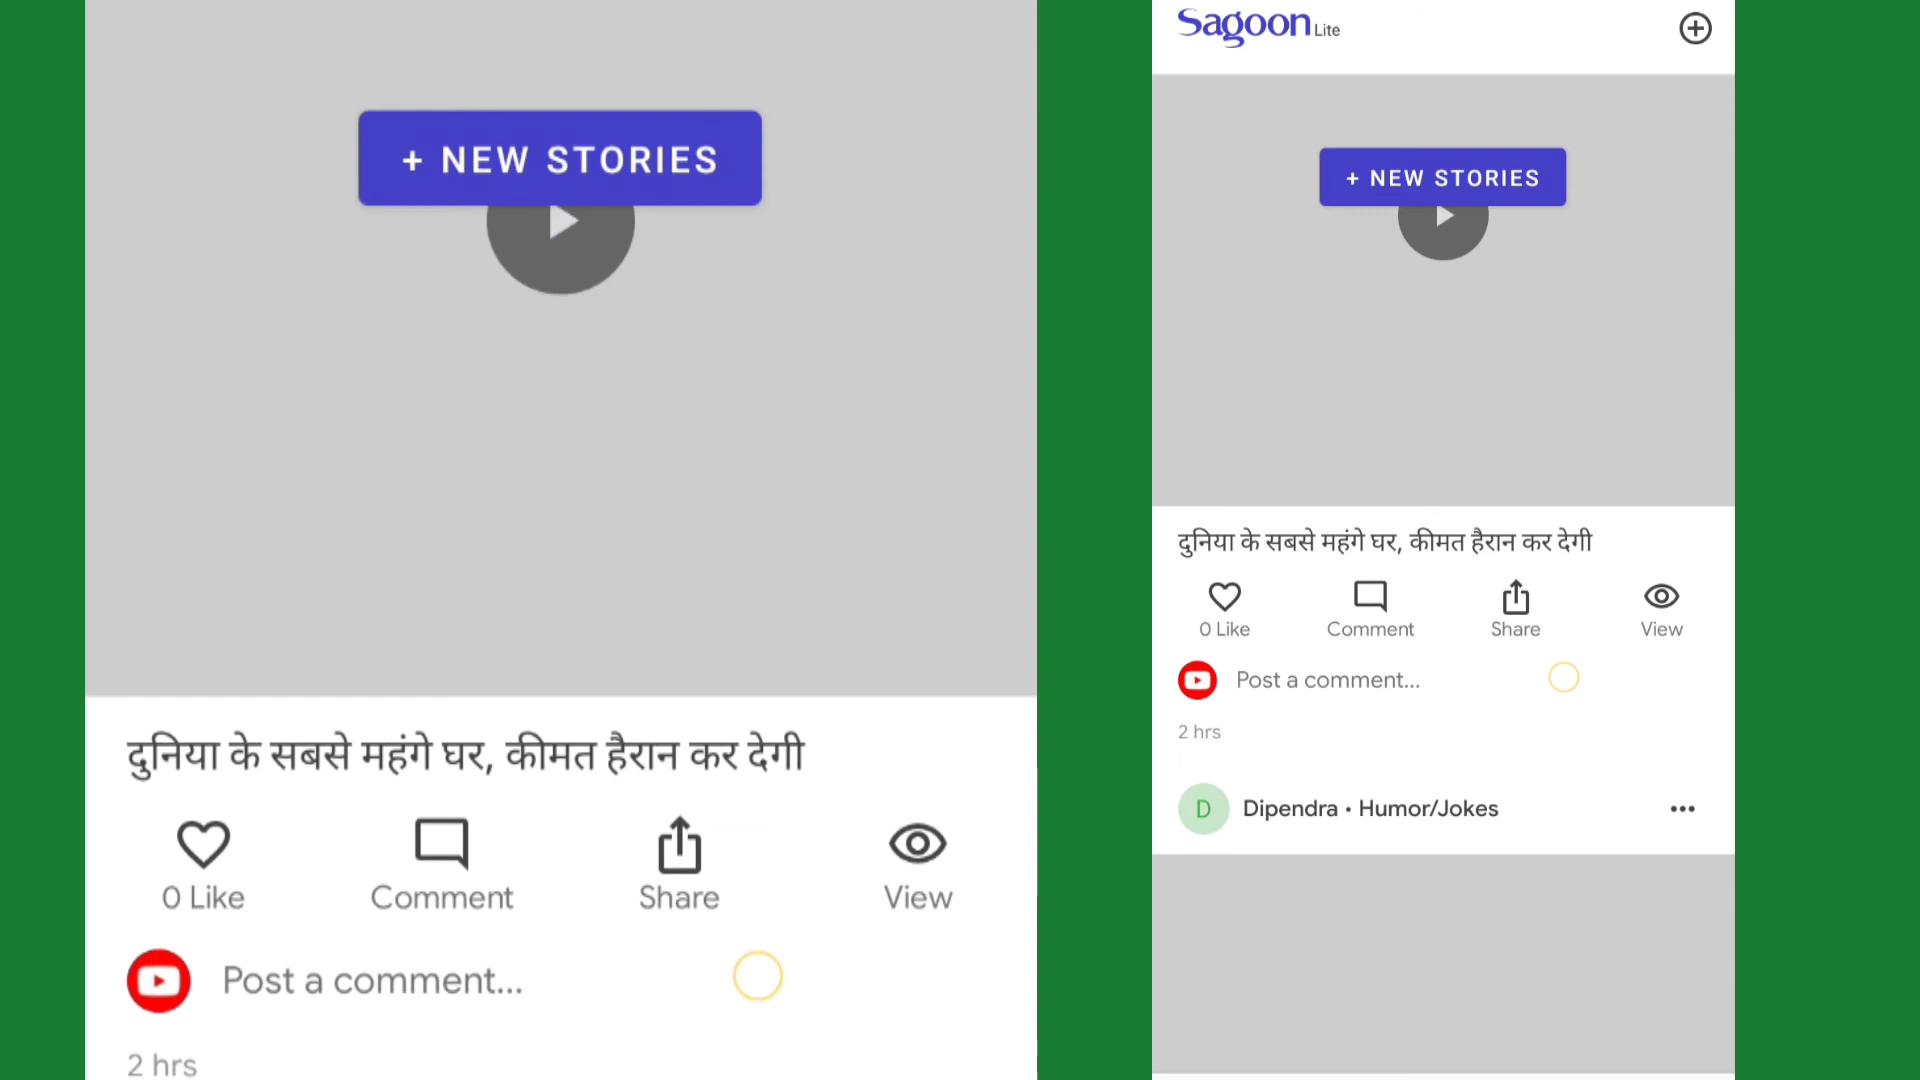 + NEW STORIES
दुनिया के सबसे महंगे घर, कीमत हैरान कर देगी
0 Like
Comment
Share
View
Post a comment...
2 hrs
Sagoon Lite
+ NEW STORIES
दुनिया के सबसे महंगे घर, कीमत हैरान कर देगी
0 Like
Comment
Share
View
Post a comment...
2 hrs
D
Dipendra • Humor/Jokes